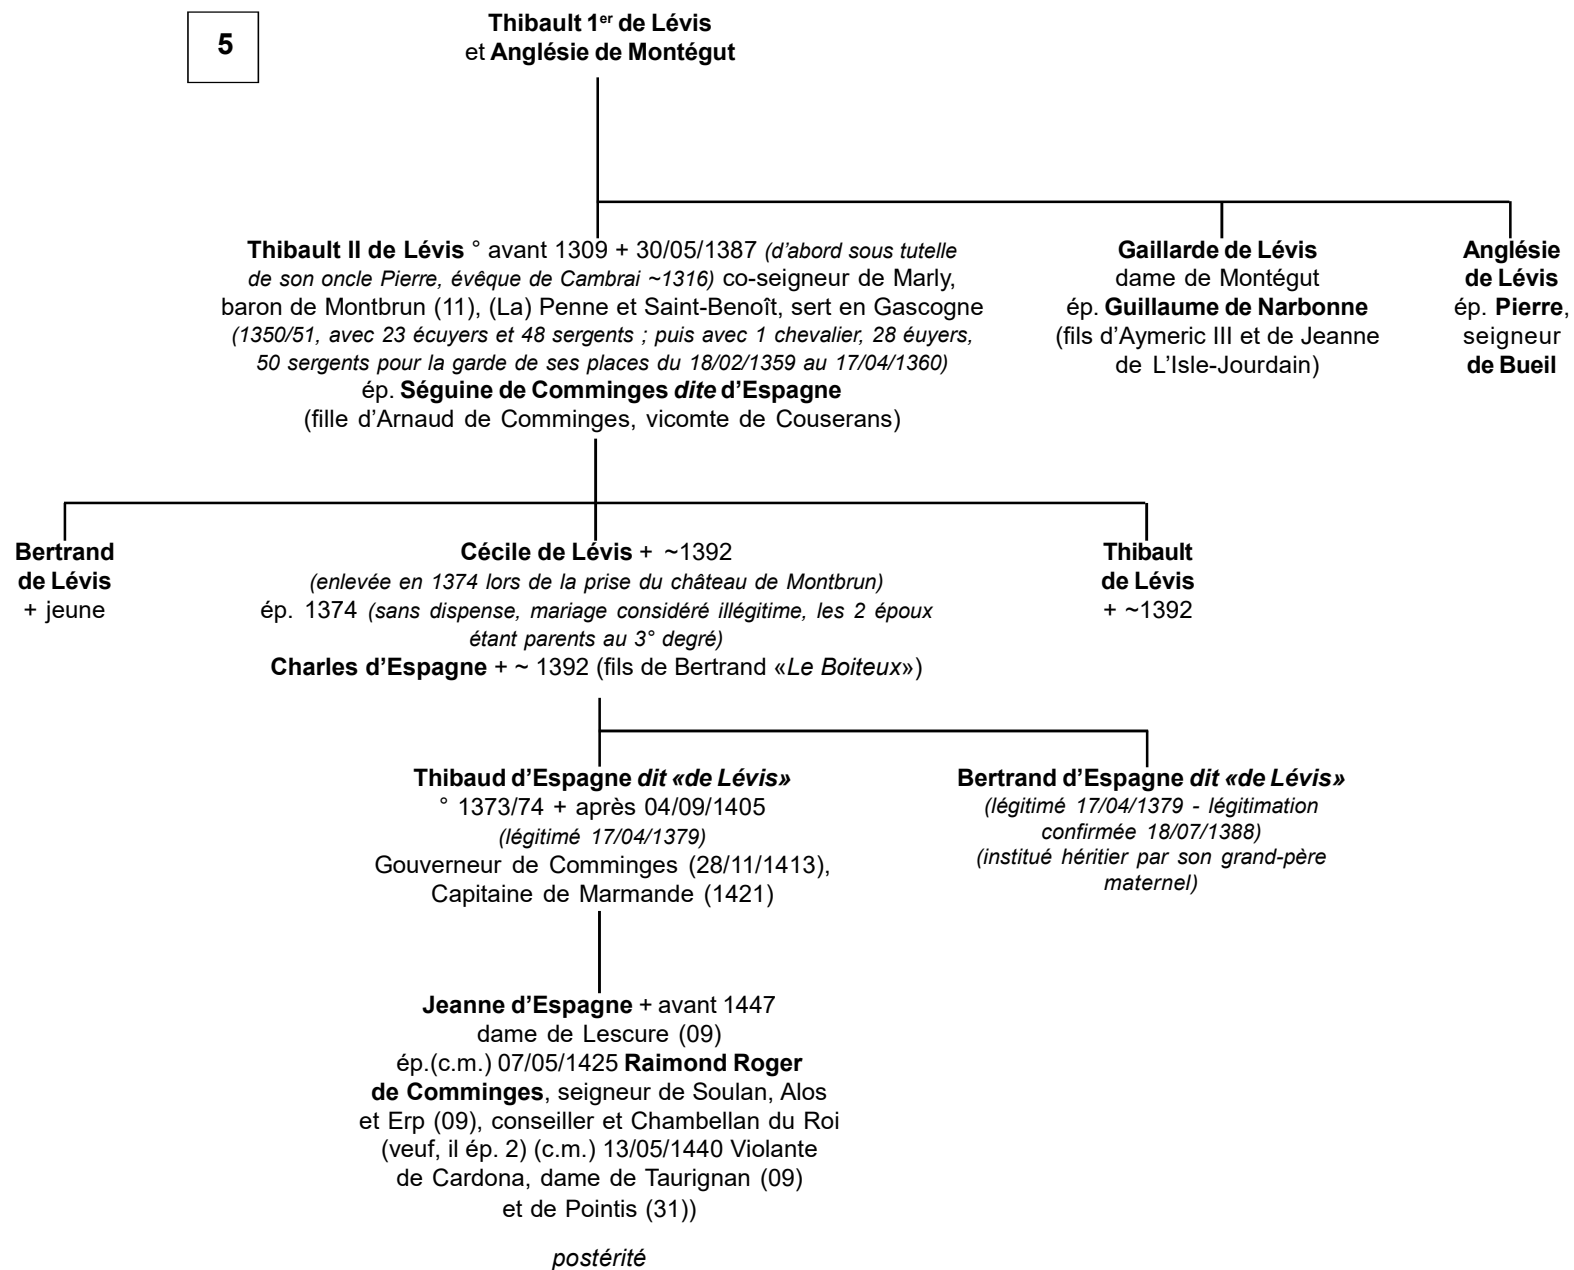 5
Thibault 1er de Lévis
et Anglésie de Montégut
Thibault II de Lévis ° avant 1309 + 30/05/1387 (d'abord sous tutelle
de son oncle Pierre, évêque de Cambrai ~1316) co-seigneur de Marly,
baron de Montbrun (11), (La) Penne et Saint-Benoît, sert en Gascogne
(1350/51, avec 23 écuyers et 48 sergents ; puis avec 1 chevalier, 28 éuyers,
50 sergents pour la garde de ses places du 18/02/1359 au 17/04/1360)
ép. Séguine de Comminges dite d'Espagne
(fille d'Arnaud de Comminges, vicomte de Couserans)
Gaillarde de Lévis
dame de Montégut
ép. Guillaume de Narbonne
(fils d'Aymeric III et de Jeanne
de L'Isle-Jourdain)
Anglésie
de Lévis
ép. Pierre,
seigneur
de Bueil
Bertrand
de Lévis
+ jeune
Cécile de Lévis + ~1392
(enlevée en 1374 lors de la prise du château de Montbrun)
ép. 1374 (sans dispense, mariage considéré illégitime, les 2 époux
étant parents au 3° degré)
Charles d'Espagne + ~ 1392 (fils de Bertrand «Le Boiteux»)
Thibault
de Lévis
+ ~1392
Thibaud d'Espagne dit «de Lévis»
° 1373/74 + après 04/09/1405
(légitimé 17/04/1379)
Gouverneur de Comminges (28/11/1413),
Capitaine de Marmande (1421)
Bertrand d'Espagne dit «de Lévis»
(légitimé 17/04/1379 - légitimation
confirmée 18/07/1388)
(institué héritier par son grand-père
maternel)
Jeanne d'Espagne + avant 1447
dame de Lescure (09)
ép.(c.m.) 07/05/1425 Raimond Roger
de Comminges, seigneur de Soulan, Alos
et Erp (09), conseiller et Chambellan du Roi
(veuf, il ép. 2) (c.m.) 13/05/1440 Violante
de Cardona, dame de Taurignan (09)
et de Pointis (31))
postérité